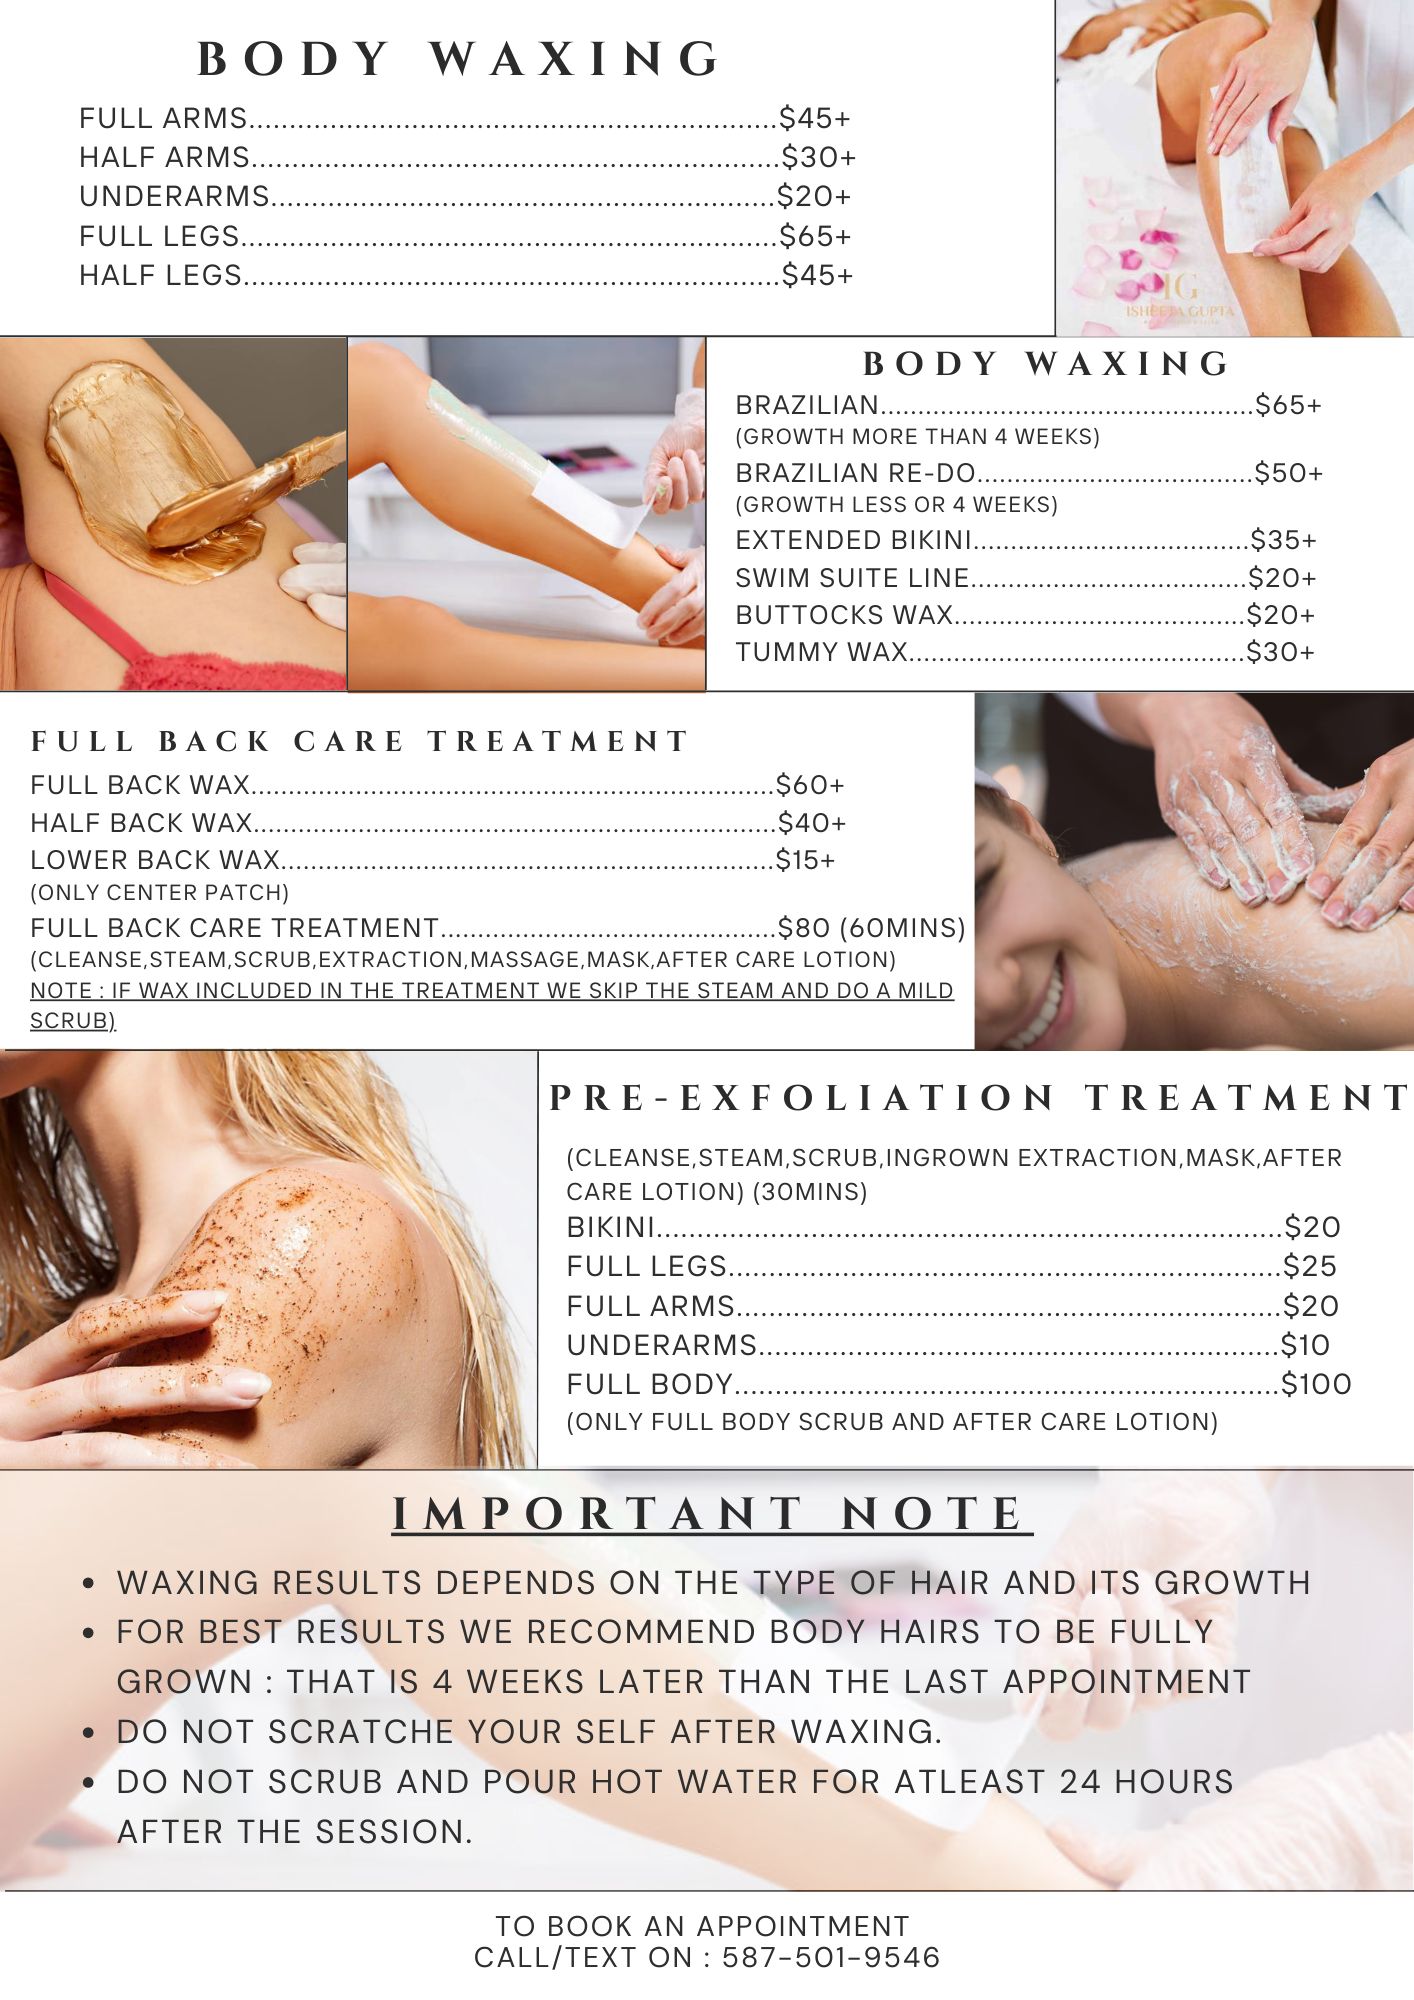 BODY WAXING
FULL ARMS.................................................................$45+
HALF ARMS.................................................................$30+
UNDERARMS..............................................................$20+
FULL LEGS..................................................................$65+
HALF LEGS..................................................................$45+
IG
ISHEETA GUPTA
BODY WAXING
BRAZILIAN..................................................$65+
(GROWTH MORE THAN 4 WEEKS)
BRAZILIAN RE-DO.....................................$50+
(GROWTH LESS OR 4 WEEKS)
EXTENDED BIKINI.....................................$35+
SWIM SUITE LINE.....................................$20+
BUTTOCKS WAX.......................................$20+
TUMMY WAX.............................................$30+
FULL BACK CARE TREATMENT
FULL BACK WAX......................................................................$60+
HALF BACK WAX......................................................................$40+
LOWER BACK WAX..................................................................$15+
(ONLY CENTER PATCH)
FULL BACK CARE TREATMENT.............................................$80 (60MINS)
(CLEANSE,STEAM,SCRUB,EXTRACTION,MASSAGE,MASK,AFTER CARE LOTION)
NOTE : IF WAX INCLUDED IN THE TREATMENT WE SKIP THE STEAM AND DO A MILD
SCRUB)
PRE-EXFOLIATION TREATMENT
(CLEANSE,STEAM,SCRUB,INGROWN EXTRACTION,MASK,AFTER
CARE LOTION) (30MINS)
BIKINI.............................................................................$20
FULL LEGS....................................................................$25
FULL ARMS...................................................................$20
UNDERARMS................................................................$10
FULL BODY...................................................................$100
(ONLY FULL BODY SCRUB AND AFTER CARE LOTION)
IMPORTANT NOTE
• WAXING RESULTS DEPENDS ON THE TYPE OF HAIR AND ITS GROWTH
• FOR BEST RESULTS WE RECOMMEND BODY HAIRS TO BE FULLY
GROWN : THAT IS 4 WEEKS LATER THAN THE LAST APPOINTMENT
• DO NOT SCRATCHE YOUR SELF AFTER WAXING.
• DO NOT SCRUB AND POUR HOT WATER FOR ATLEAST 24 HOURS
AFTER THE SESSION.
TO BOOK AN APPOINTMENT
CALL/TEXT ON : 587-501-9546